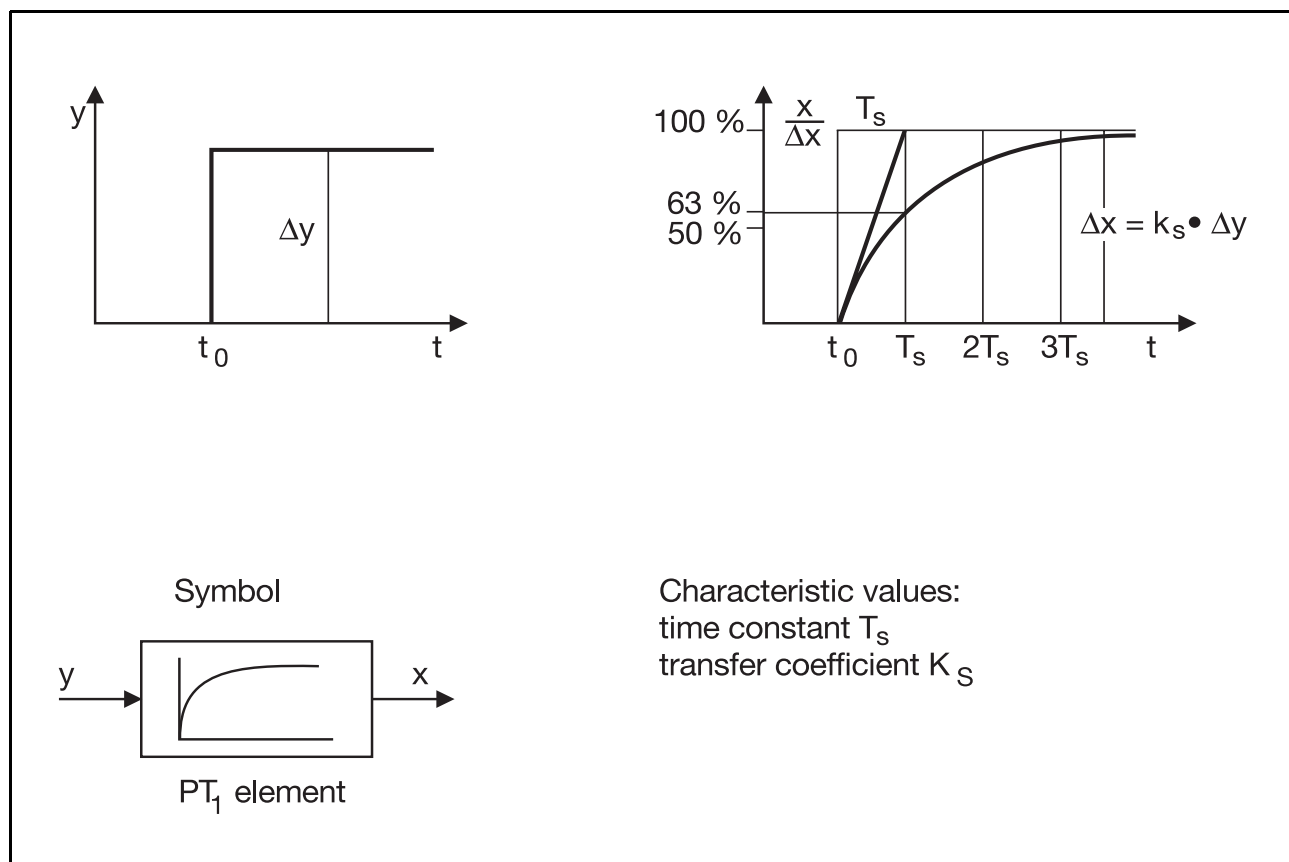 y
Δy
t₀
t
100 %
x
Δx
Tₛ
63 %
50 %
Δx = kₛ • Δy
t₀
Tₛ
2Tₛ
3Tₛ
t
Symbol
y
x
PT₁ element
Characteristic values:
time constant Tₛ
transfer coefficient K S